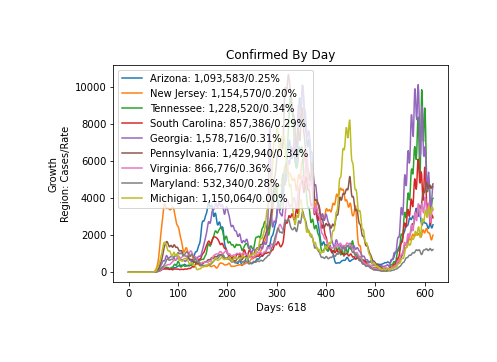 Confirmed By Day
Growth
Region: Cases/Rate
10000
8000
6000
4000
2000
0
Arizona: 1,093,583/0.25%
New Jersey: 1,154,570/0.20%
Tennessee: 1,228,520/0.34%
South Carolina: 857,386/0.29%
Georgia: 1,578,716/0.31%
Pennsylvania: 1,429,940/0.34%
Virginia: 866,776/0.36%
Maryland: 532,340/0.28%
Michigan: 1,150,064/0.00%
0 100 200 300 400 500 600
Days: 618